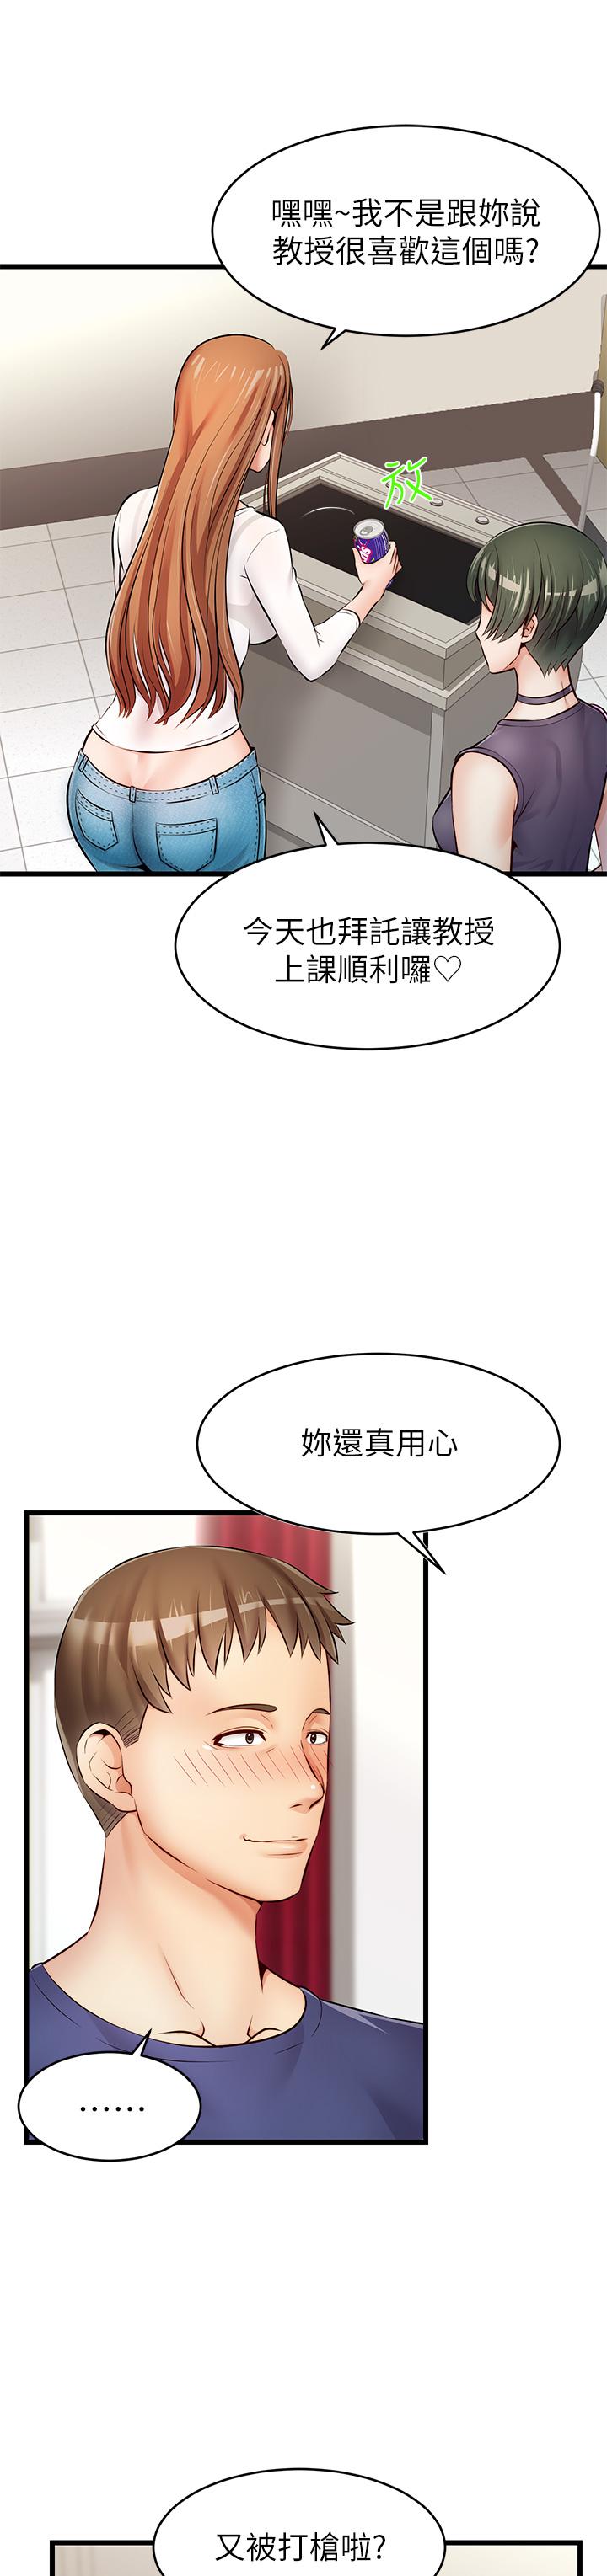 嘿嘿~我不是跟妳說
教授很喜歡這個嗎?
放
今天也拜託讓教授
上課順利囉♡
妳還真用心
......
又被打槍啦?